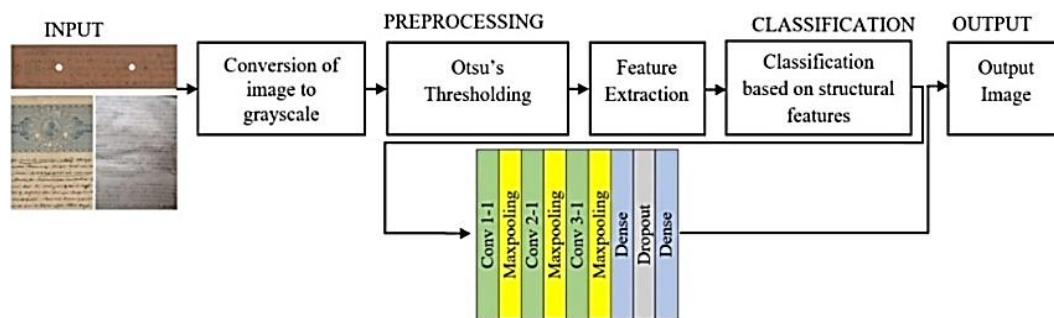 INPUT
PREPROCESSING
CLASSIFICATION
OUTPUT
Conversion of
image to
grayscale
Otsu's
Thresholding
Feature
Extraction
Classification
based on structural
features
Output
Image
Conv 1-1
Maxpooling
Conv 2-1
Maxpooling
Conv 3-1
Maxpooling
Dense
Dropout
Dense